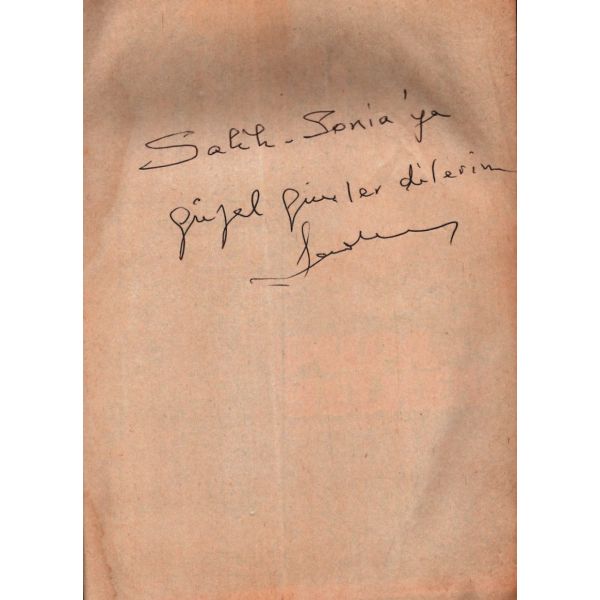 Salih - Sonia'ya
güzel günler dilerim